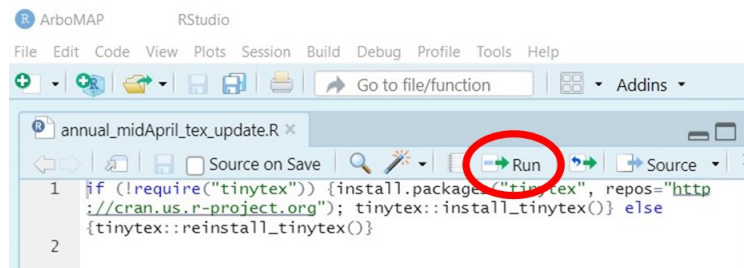 R ArboMAP RStudio
File Edit Code View Plots Session Build Debug Profile Tools Help
Go to file/function Addins
R annual_midApril_tex_update.R ×
Source on Save Run Source
1 if (!require("tinytex")) {install.packages("tinytex", repos="http
://cran.us.r-project.org"); tinytex::install_tinytex()} else
{tinytex::reinstall_tinytex()}
2